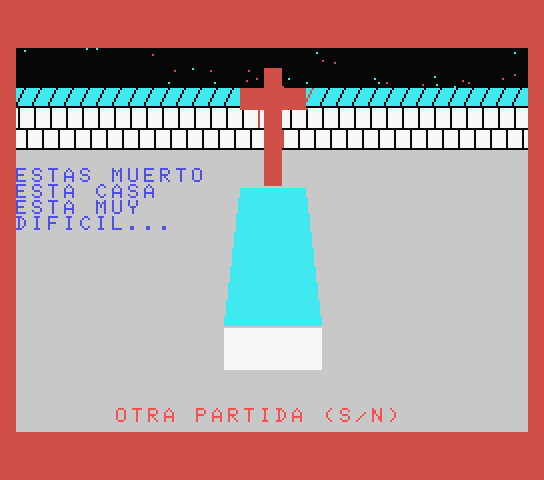 ESTAS MUERTO
ESTA CASA
ESTA MUY
DIFICIL...
OTRA PARTIDA (S/N)